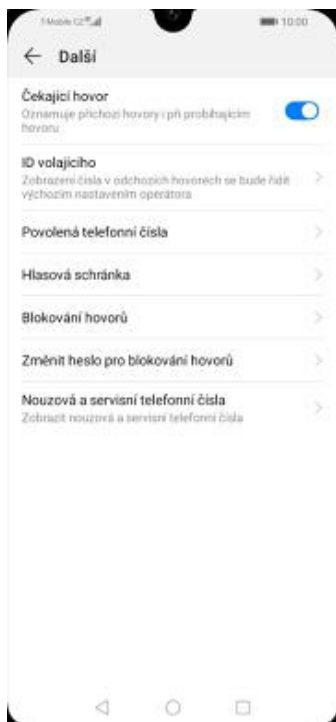 T-Mobile CZ
10:00
Další
Čekající hovor
Oznamuje příchozí hovory i při probíhajícím
hovoru
ID volajícího
Zobrazení čísla v odchozích hovorech se bude řídit
výchozím nastavením operátora
Povolená telefonní čísla
Hlasová schránka
Blokování hovorů
Změnit heslo pro blokování hovorů
Nouzová a servisní telefonní čísla
Zobrazit nouzová a servisní telefonní čísla